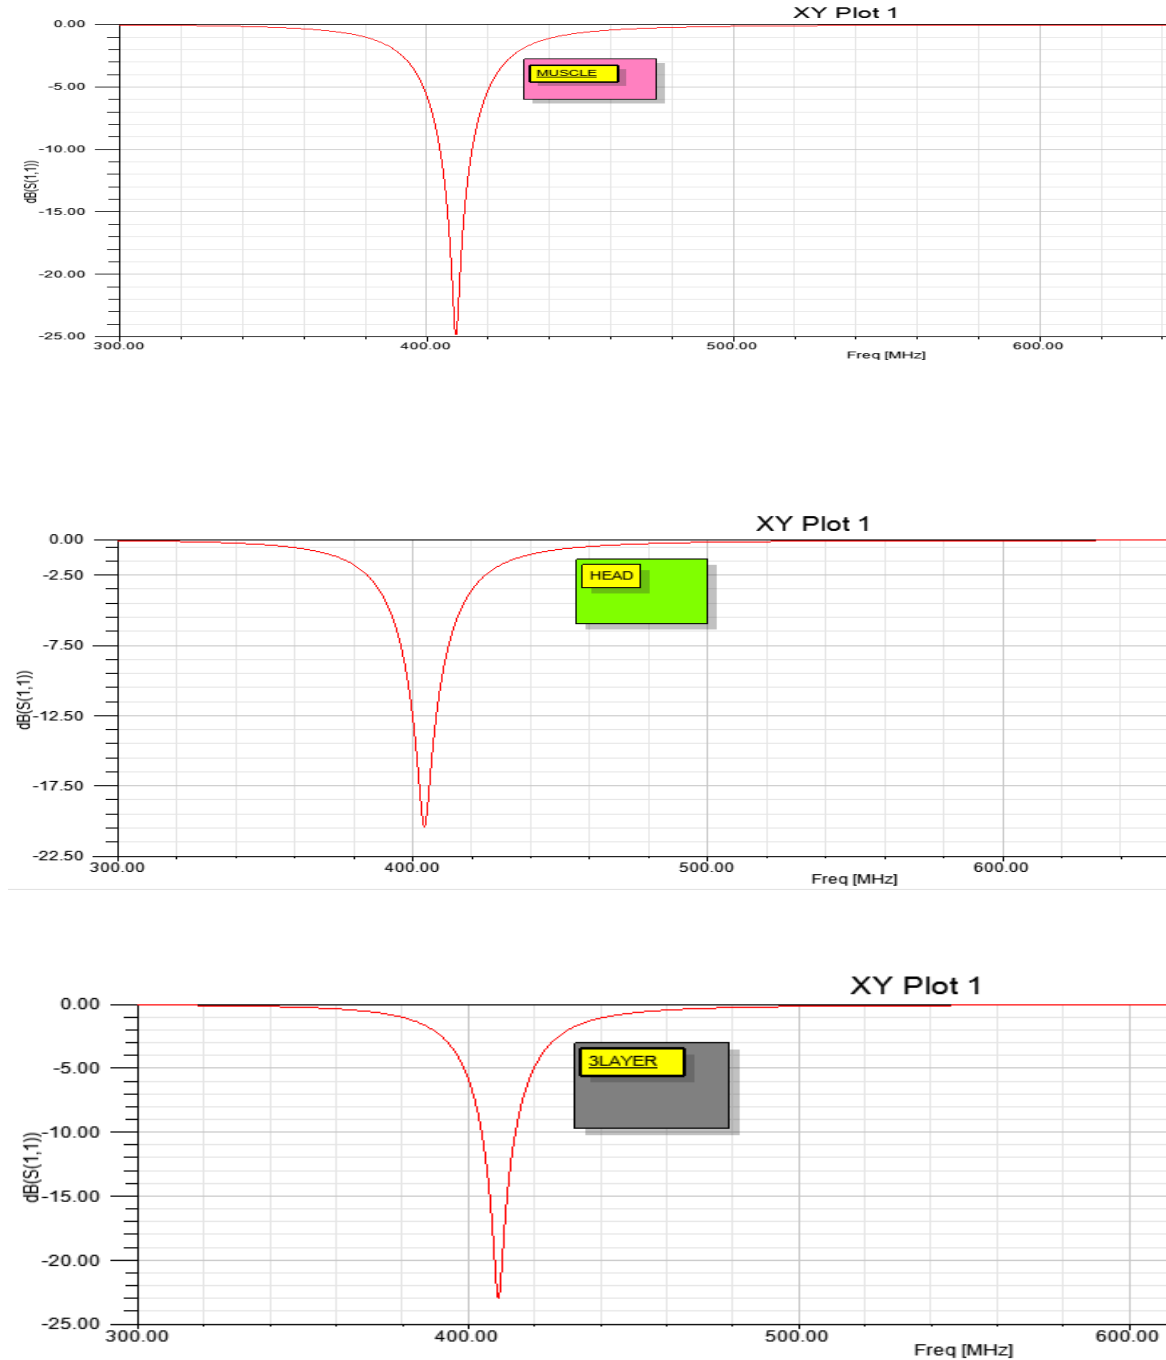 XY Plot 1
0.00
MUSCLE
-5.00
-10.00
dB(S(1,1))
-15.00
-20.00
-25.00
300.00 400.00 500.00 600.00
Freq [MHz]
XY Plot 1
0.00
HEAD
-2.50
-7.50
dB(S(1,1))
-12.50
-17.50
-22.50
300.00 400.00 500.00 600.00
Freq [MHz]
XY Plot 1
0.00
3LAYER
-5.00
-10.00
dB(S(1,1))
-15.00
-20.00
-25.00
300.00 400.00 500.00 600.00
Freq [MHz]